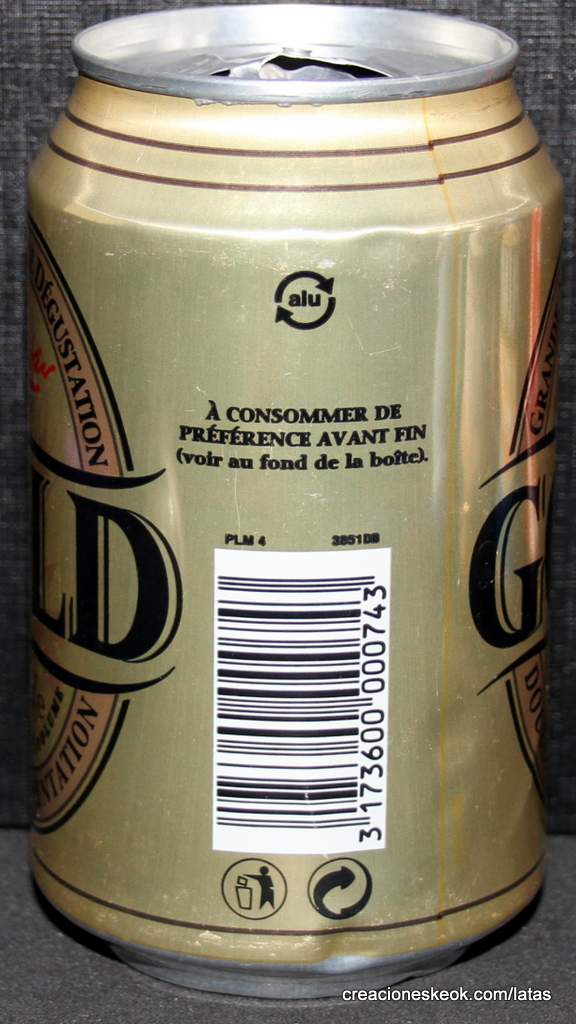 alu
À CONSOMMER DE
PRÉFÉRENCE AVANT FIN
(voir au fond de la boîte).
PLM 4 3851DB
3 173600 000743
DÉGUSTATION
LD
NTATION
GRAND
G
creacioneskeok.com/latas